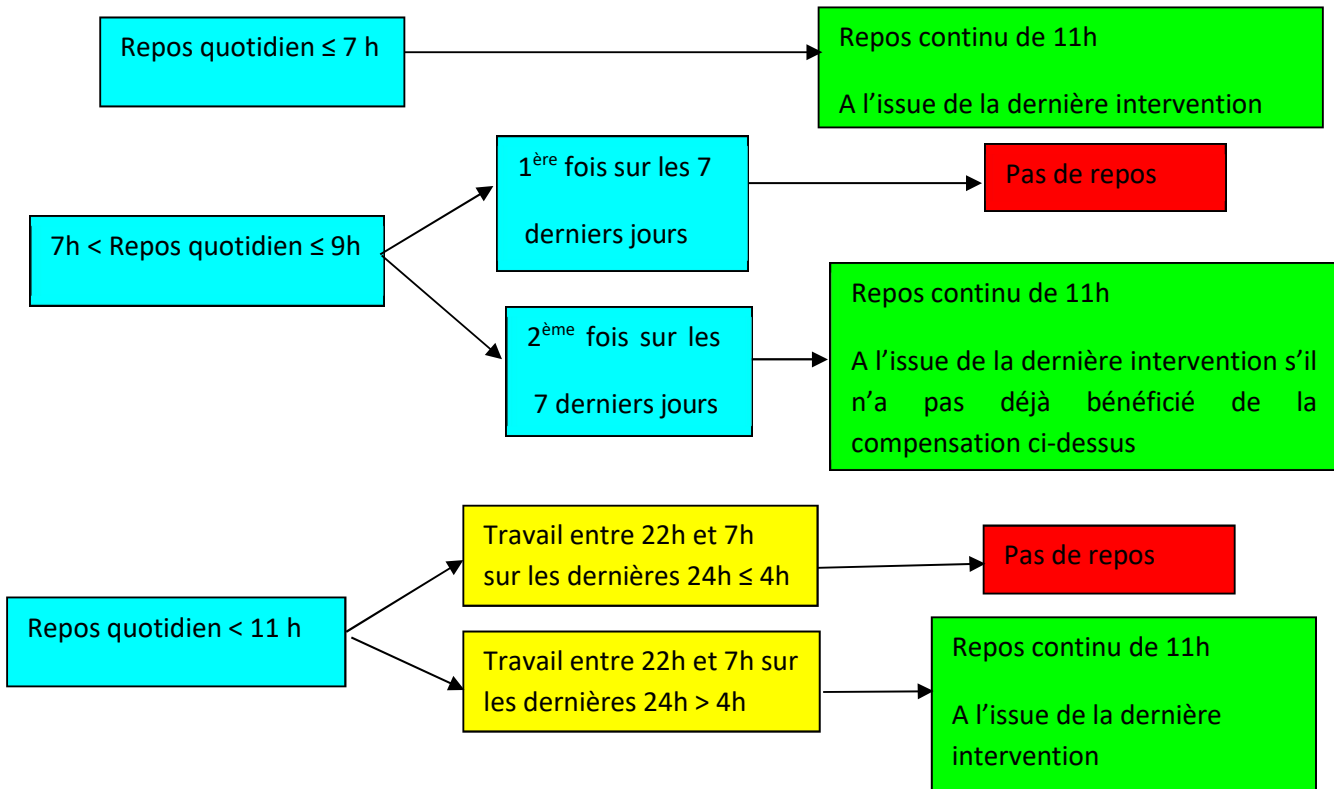 Repos quotidien ≤ 7 h
Repos continu de 11h
A l’issue de la dernière intervention
7h < Repos quotidien ≤ 9h
1ère fois sur les 7
derniers jours
Pas de repos
2ème fois sur les
7 derniers jours
Repos continu de 11h
A l’issue de la dernière intervention s’il
n’a pas déjà bénéficié de la
compensation ci-dessus
Repos quotidien < 11 h
Travail entre 22h et 7h
sur les dernières 24h ≤ 4h
Pas de repos
Travail entre 22h et 7h sur
les dernières 24h > 4h
Repos continu de 11h
A l’issue de la dernière
intervention